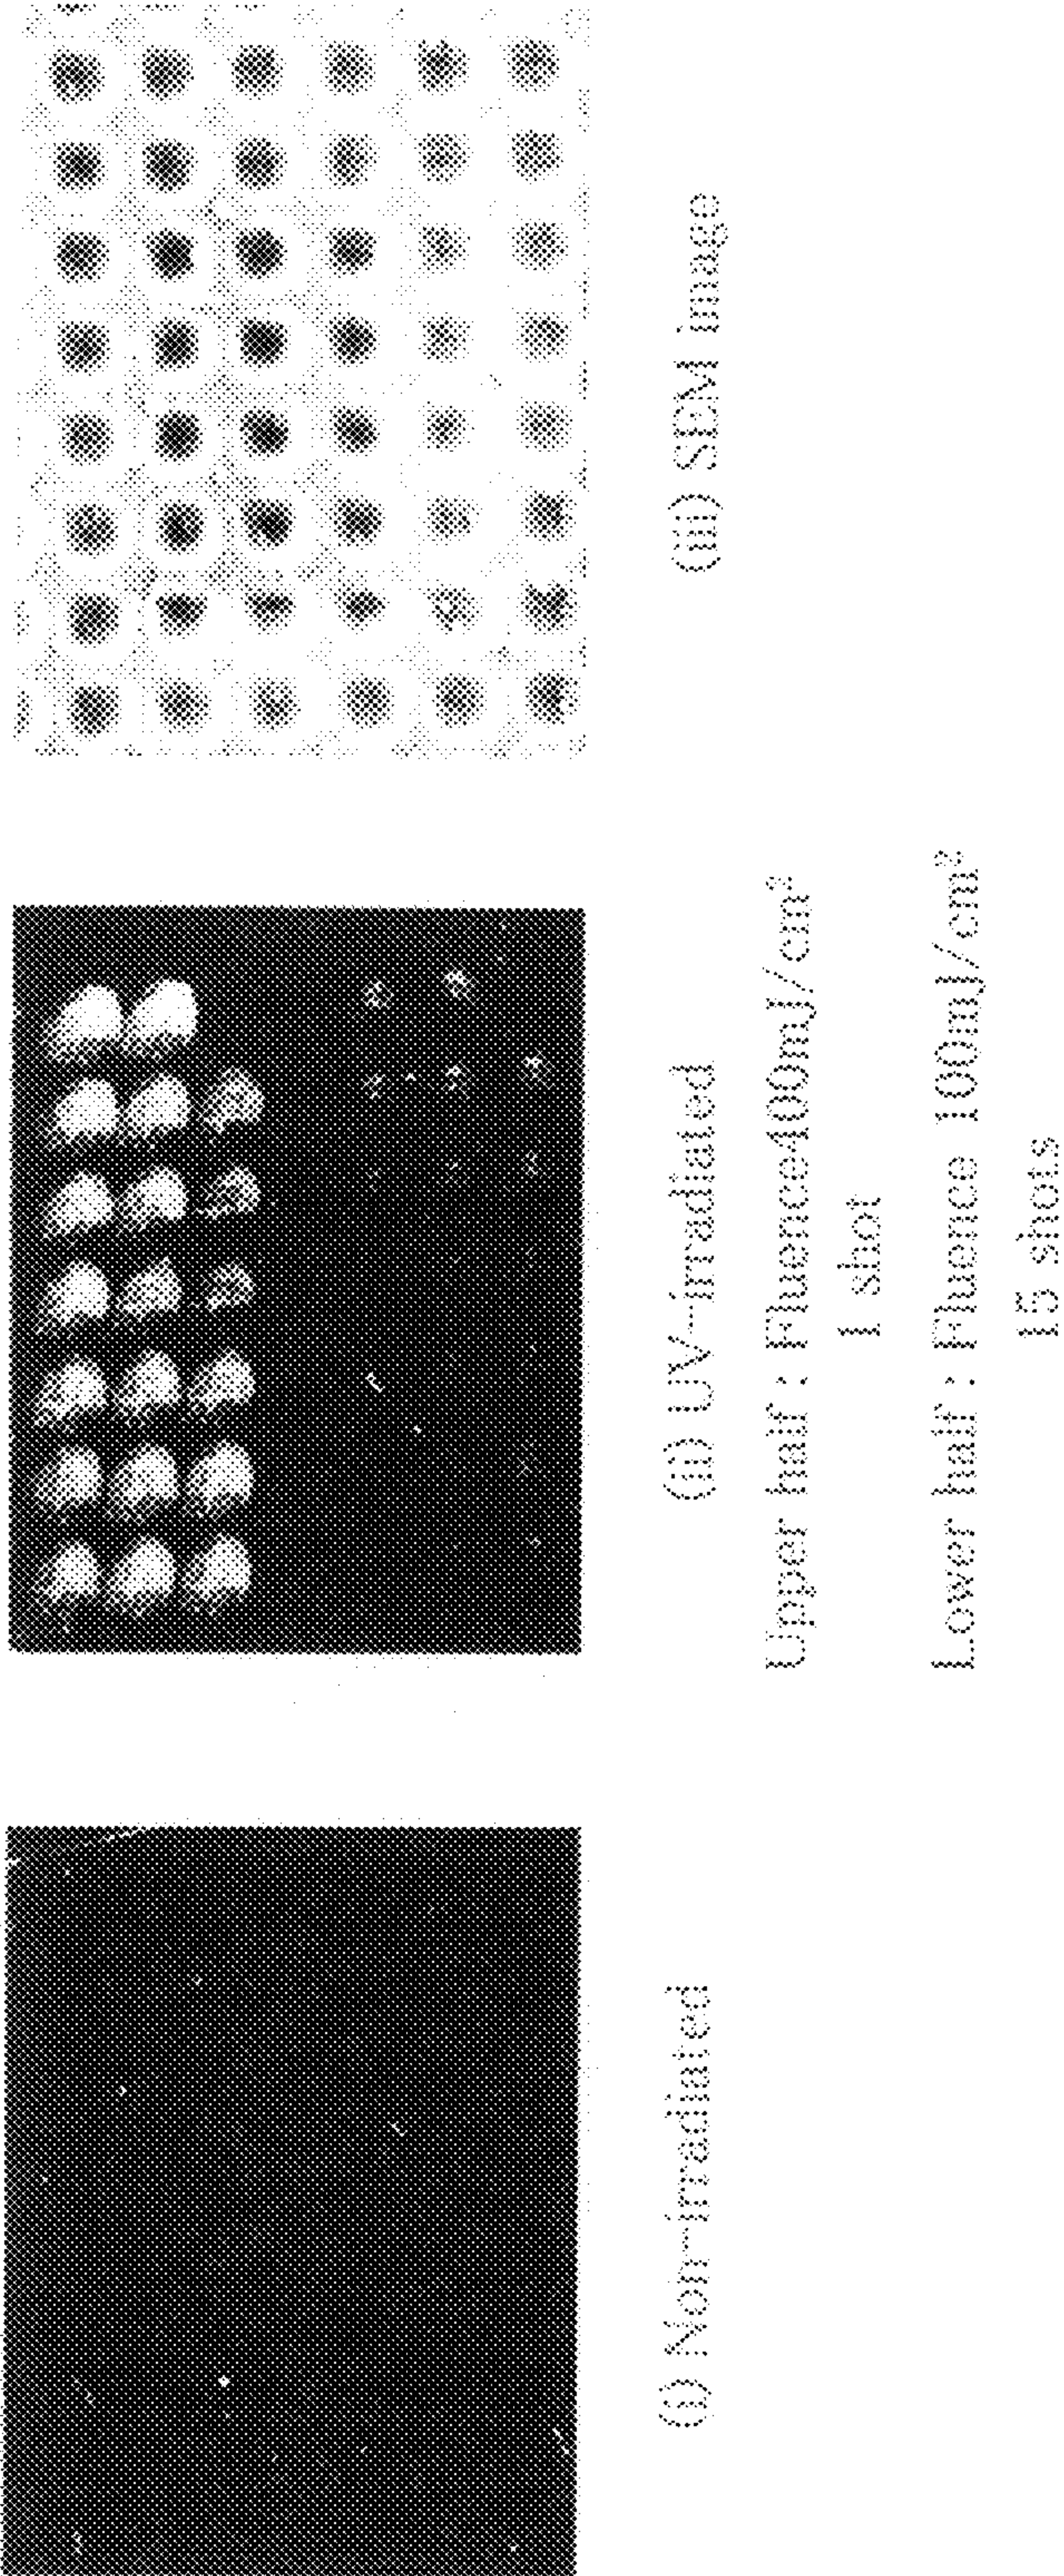 (i) Non-irradiated
(ii) UV-irradiated
(iii) SEM image
Upper half : Fluence400mJ/cm²
1 shot
Lower half : Fluence 100mJ/cm²
15 shots